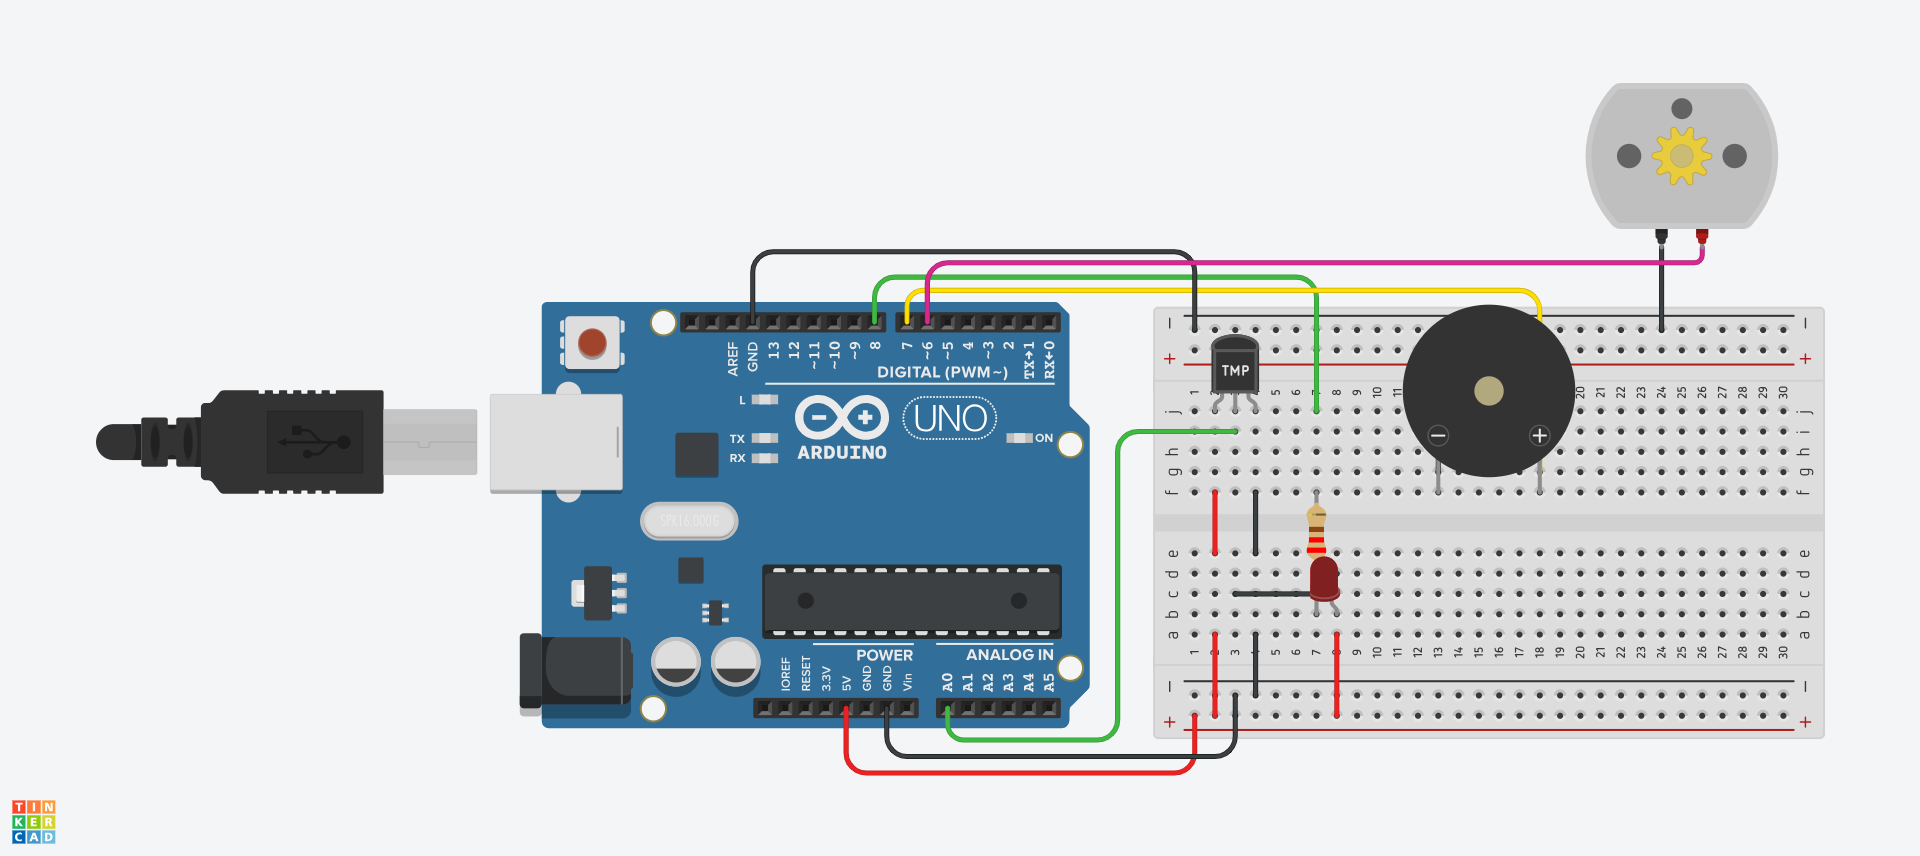 − −
+ +
TMP
1 2 3 4 5 6 7 8 9 10 11 20 21 22 23 24 25 26 27 28 29 30
j j
i i
h h
g g
f f
e e
d d
c c
b b
a a
1 2 3 4 5 6 7 8 9 10 11 12 13 14 15 16 17 18 19 20 21 22 23 24 25 26 27 28 29 30
− −
+ +
− +
AREF
GND
13
12
~11
~10
~9
8
7
~6
~5
4
~3
2
TX→1
RX←0
DIGITAL (PWM~)
L
TX
RX
ARDUINO
UNO
ON
SPK16.000G
POWER
ANALOG IN
IOREF
RESET
3.3V
5V
GND
GND
Vin
A0
A1
A2
A3
A4
A5
TIN
KER
CAD